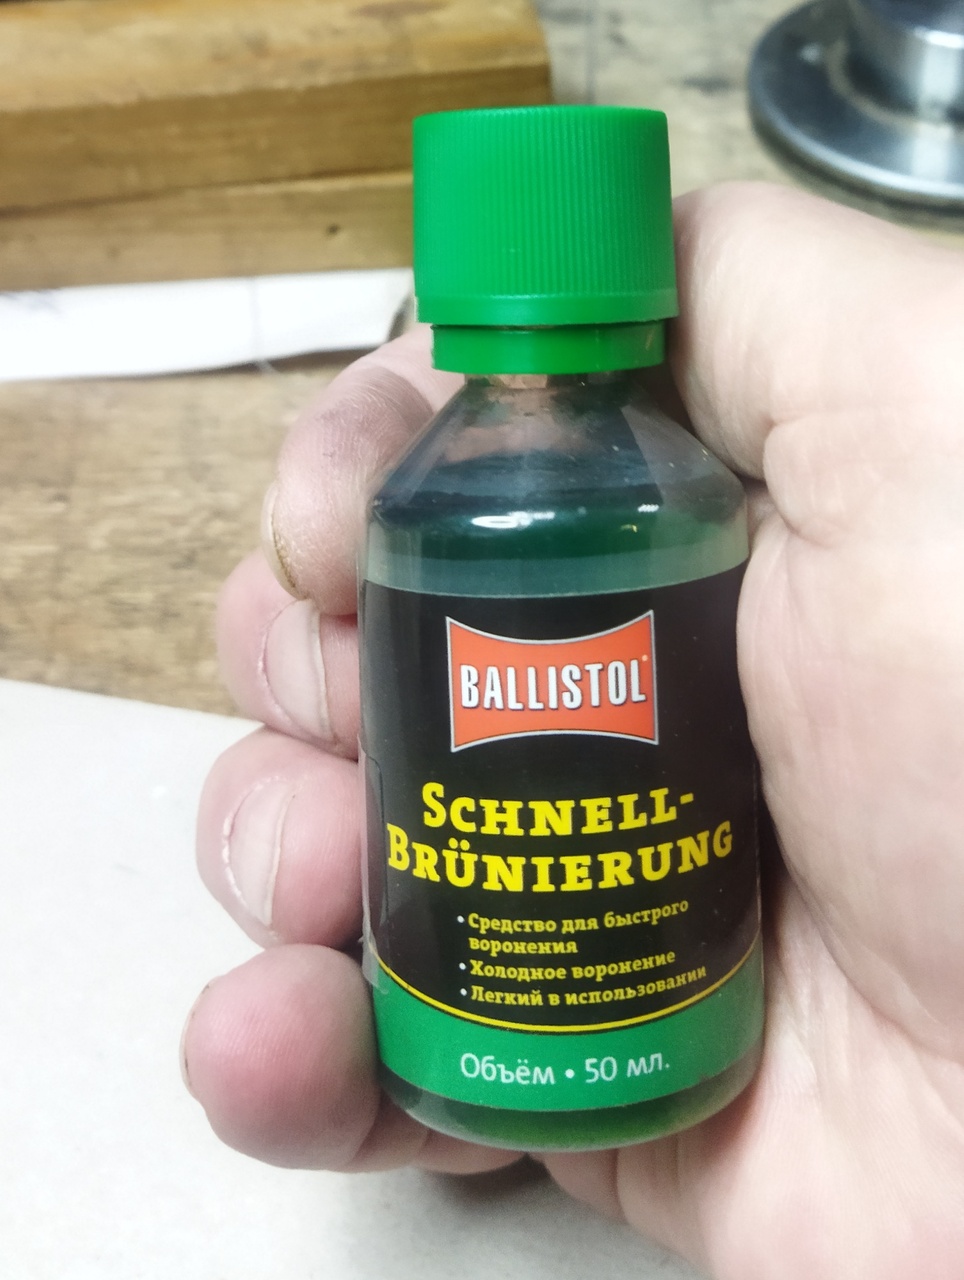 BALLISTOL
SCHNELL-
BRÜNIERUNG
• Средство для быстрого
воронения
• Холодное воронение
• Легкий в использовании
Объём • 50 мл.